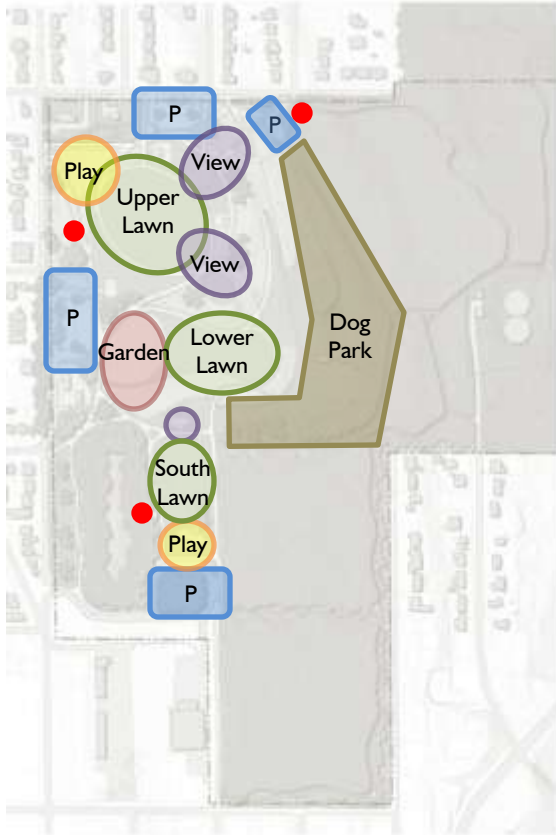 P
P
Play
View
Upper
Lawn
View
P
Garden
Lower
Lawn
Dog
Park
South
Lawn
Play
P